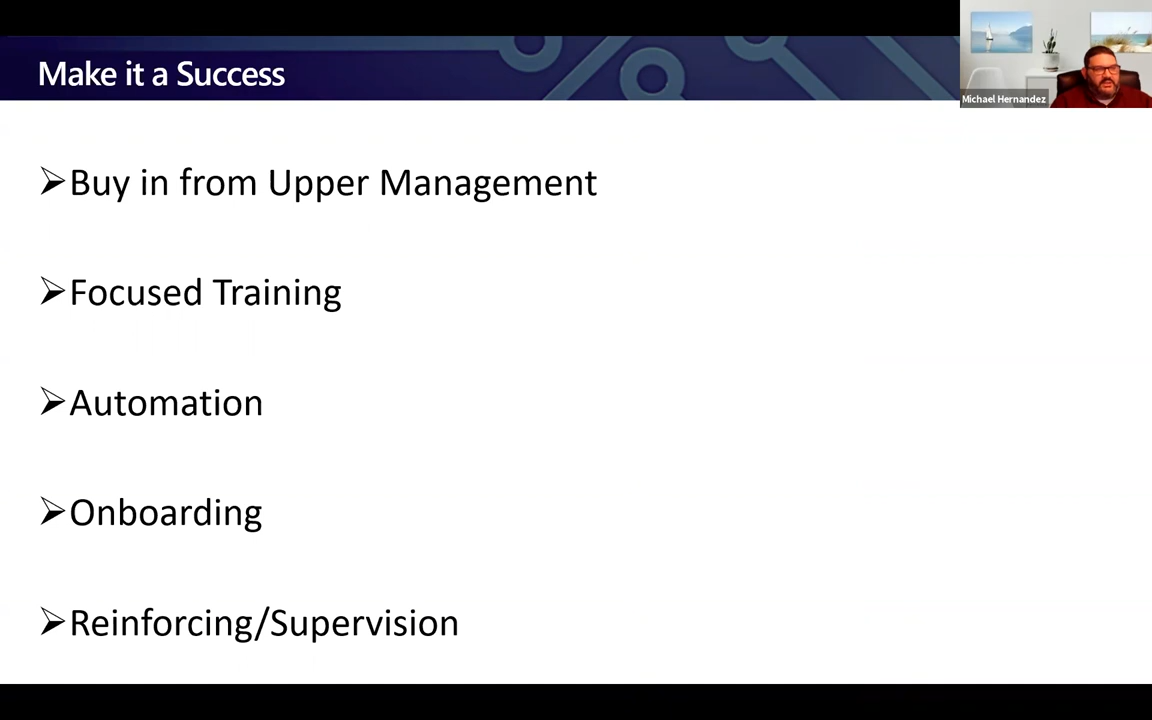 Make it a Success
Michael Hernandez
➢Buy in from Upper Management
➢Focused Training
➢Automation
➢Onboarding
➢Reinforcing/Supervision